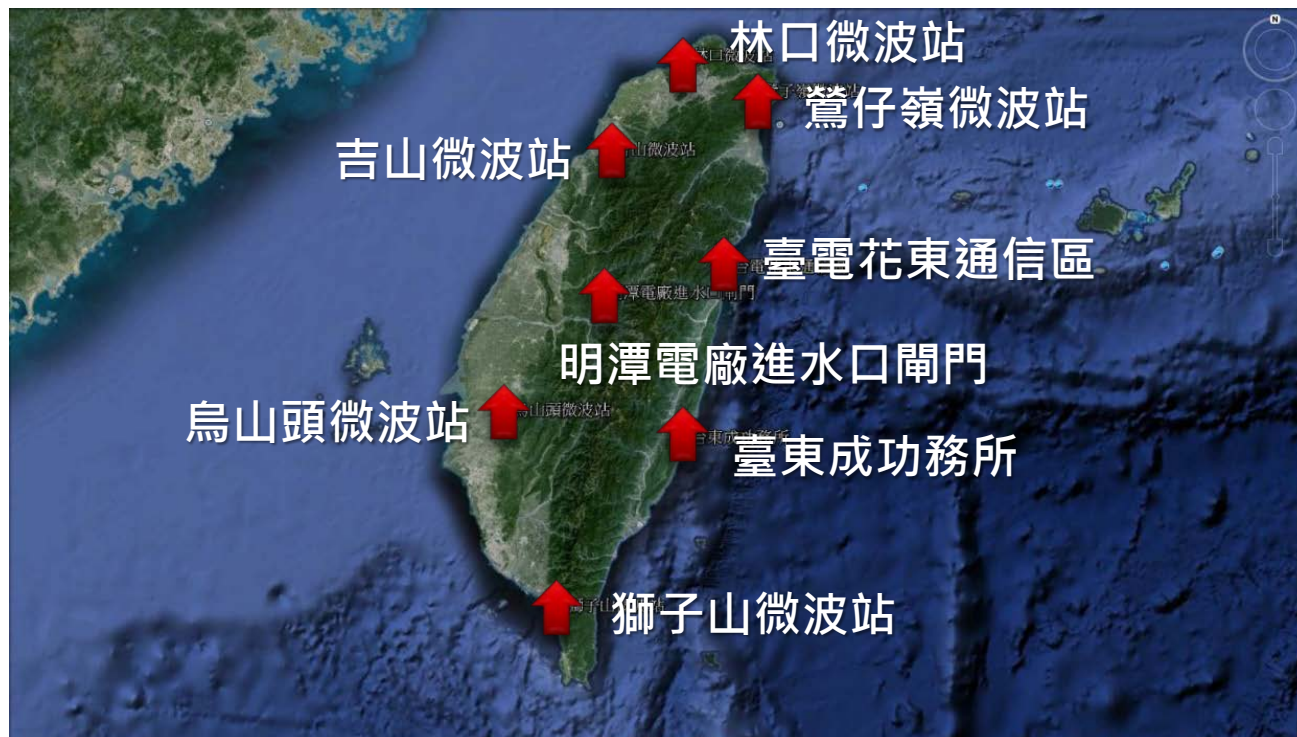 林口微波站
鶯仔嶺微波站
吉山微波站
臺電花東通信區
明潭電廠進水口閘門
烏山頭微波站
臺東成功務所
獅子山微波站
N